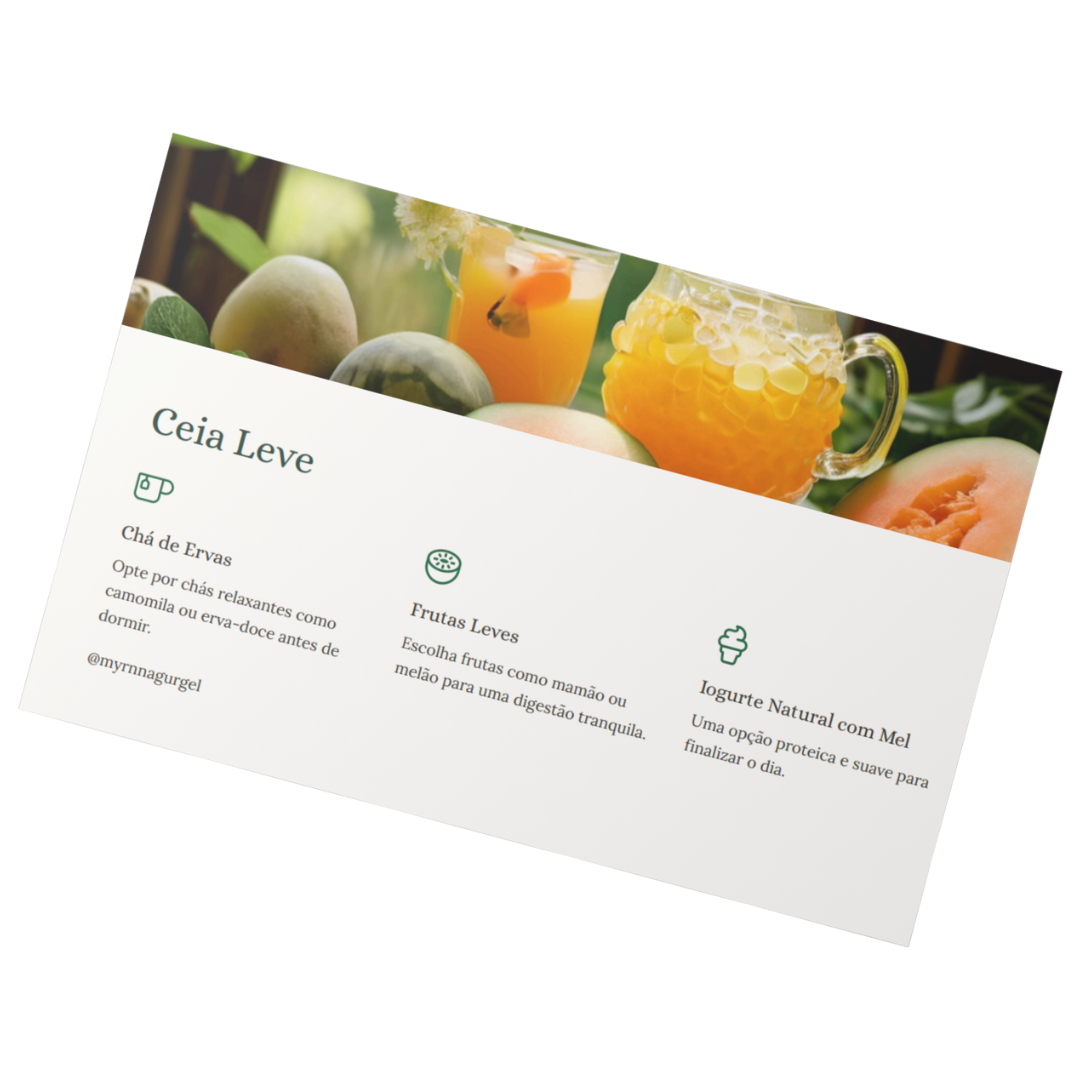 Ceia Leve
Chá de Ervas
Opte por chás relaxantes como
camomila ou erva-doce antes de
dormir.
@myrnnagurgel
Frutas Leves
Escolha frutas como mamão ou
melão para uma digestão tranquila.
Iogurte Natural com Mel
Uma opção proteica e suave para
finalizar o dia.